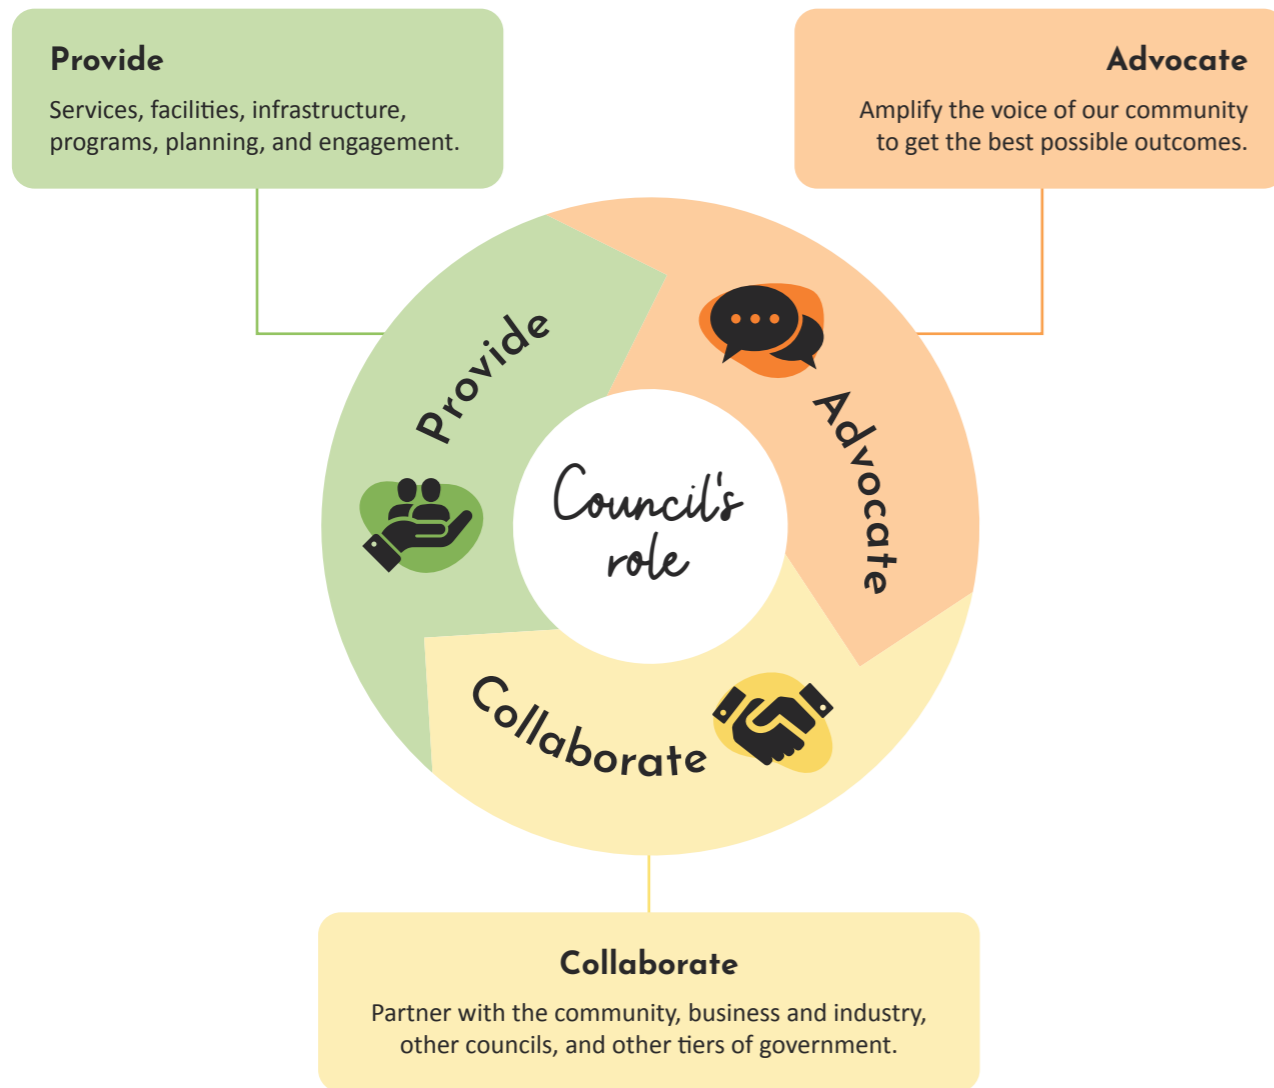 Provide
Services, facilities, infrastructure,
programs, planning, and engagement.
Advocate
Amplify the voice of our community
to get the best possible outcomes.
Provide
Advocate
Council's
role
Collaborate
Collaborate
Partner with the community, business and industry,
other councils, and other tiers of government.